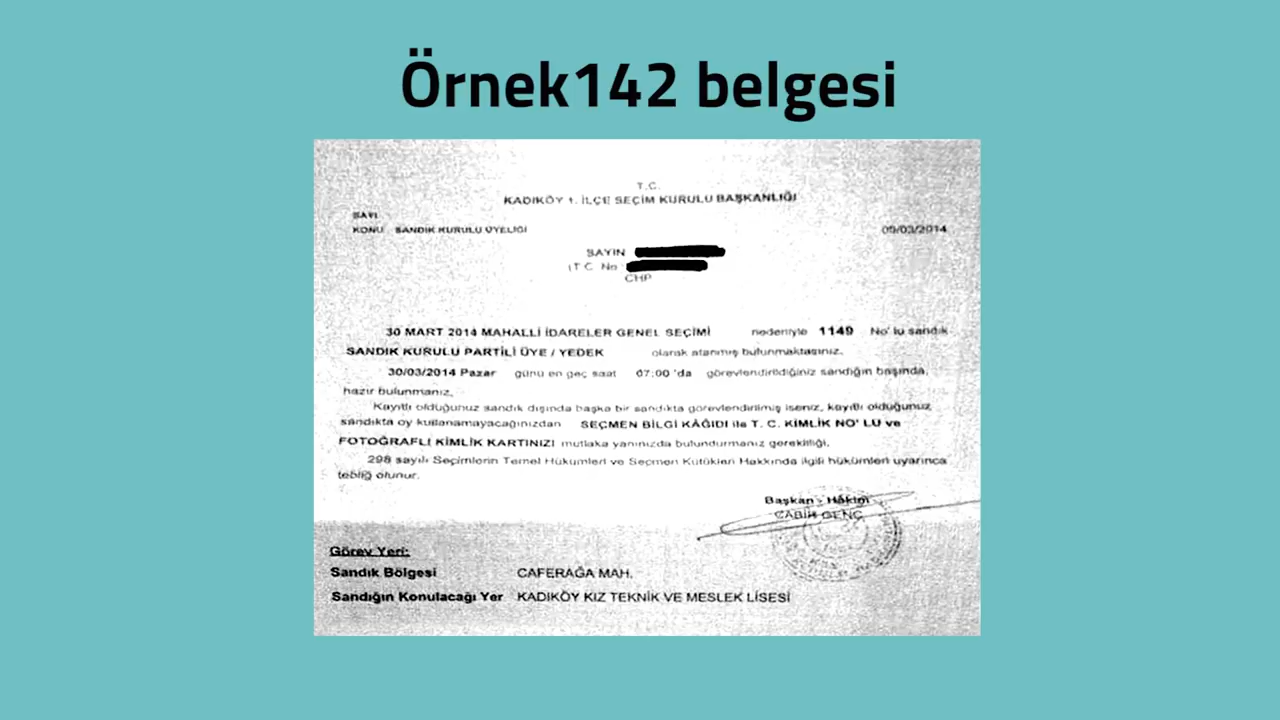 Örnek142 belgesi
T.C.
KADIKÖY 1. İLÇE SEÇİM KURULU BAŞKANLIĞI
SAYI
KONU SANDIK KURULU ÜYELİĞİ 09/03/2014
SAYIN
(T.C. No
CHP
30 MART 2014 MAHALLİ İDARELER GENEL SEÇİMİ nedeniyle 1149 No' lu sandık
SANDIK KURULU PARTİLİ ÜYE / YEDEK olarak atanmış bulunmaktasınız.
30/03/2014 Pazar günü en geç saat 07:00 'da görevlendirildiğiniz sandığın başında,
hazır bulunmanız,
Kayıtlı olduğunuz sandık dışında başka bir sandıkta görevlendirilmiş iseniz, kayıtlı olduğunuz
sandıkta oy kullanamayacağınızdan SEÇMEN BİLGİ KÂĞIDI ile T. C. KİMLİK NO' LU ve
FOTOĞRAFLI KİMLİK KARTINIZI mutlaka yanınızda bulundurmanız gerekliliği,
298 sayılı Seçimlerin Temel Hükümleri ve Seçmen Kütükleri Hakkında ilgili hükümleri uyarınca
tebliğ olunur.
Başkan - Hâkim
CABİR GENÇ
Görev Yeri:
Sandık Bölgesi CAFERAĞA MAH.
Sandığın Konulacağı Yer KADIKÖY KIZ TEKNİK VE MESLEK LİSESİ